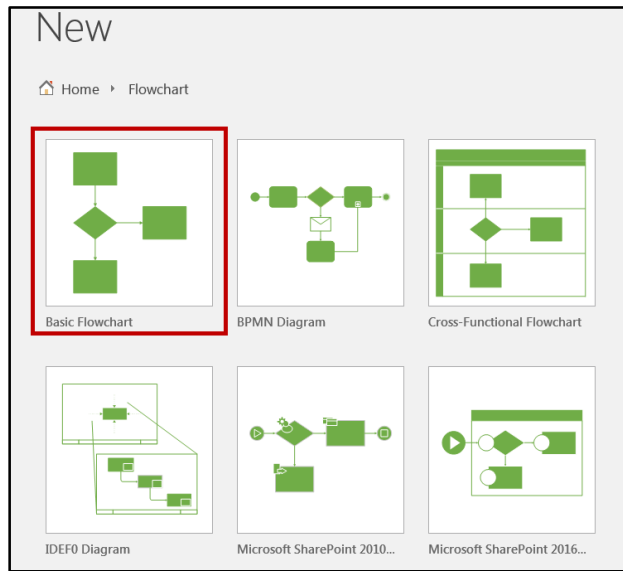 New
Home ‣ Flowchart
Basic Flowchart
BPMN Diagram
Cross-Functional Flowchart
IDEF0 Diagram
Microsoft SharePoint 2010...
Microsoft SharePoint 2016...